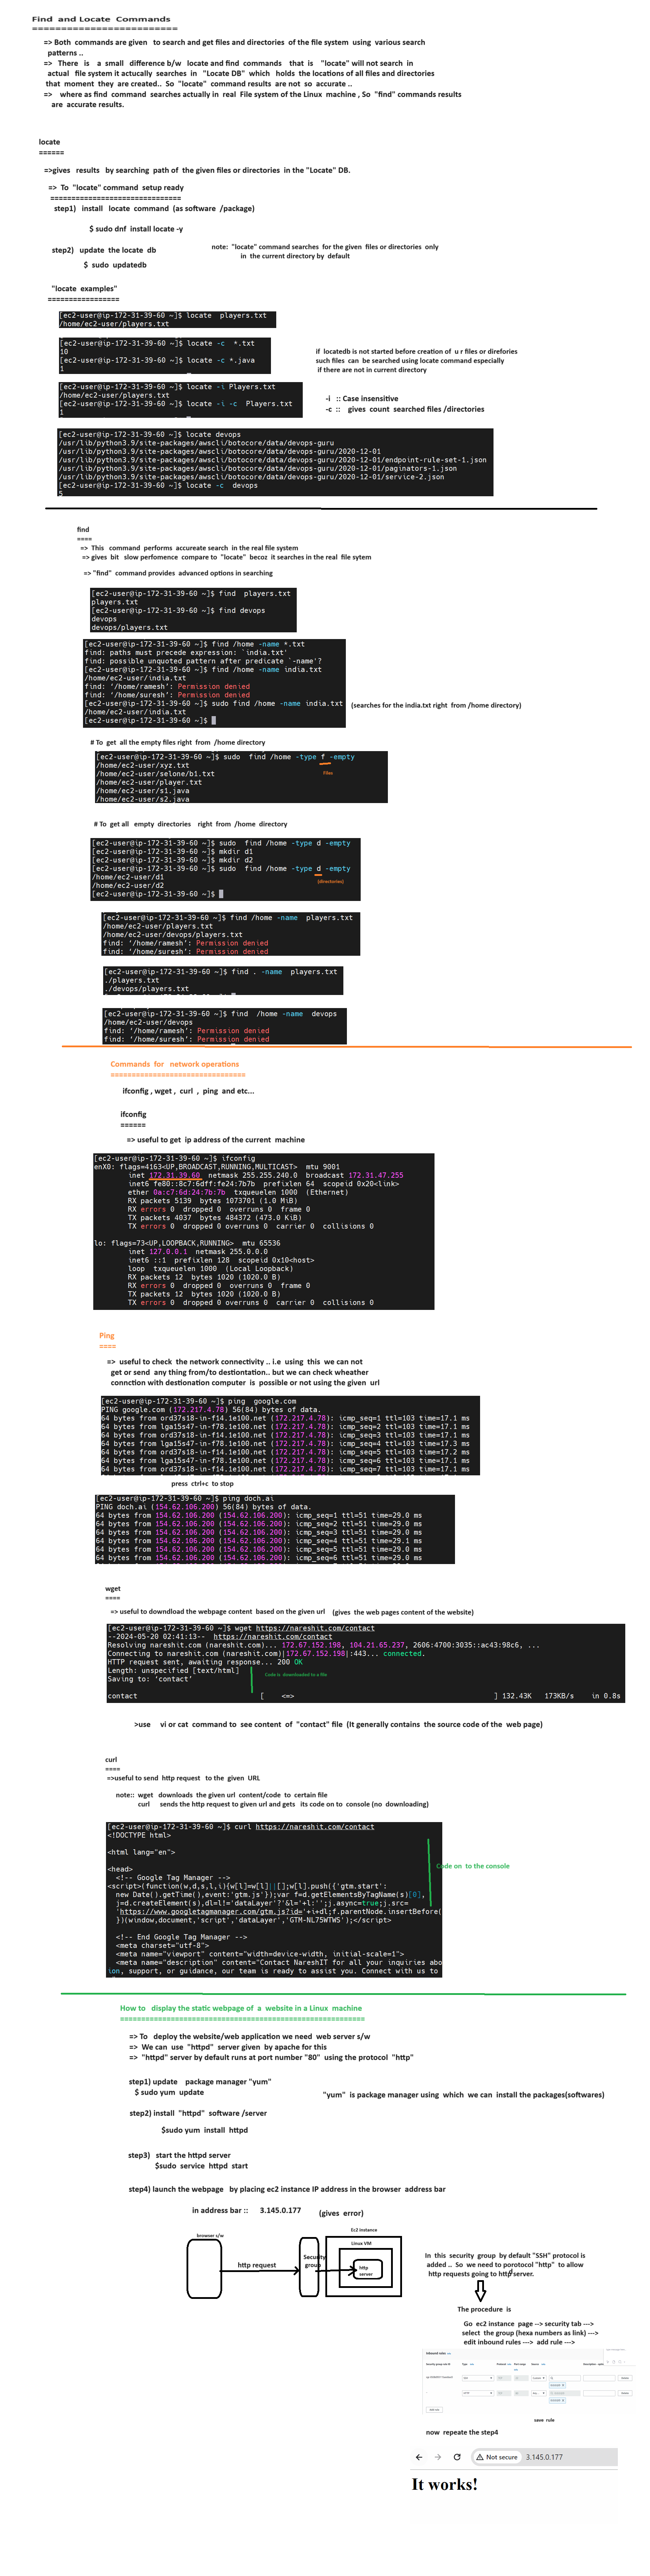 Find and Locate Commands
==========================
=> Both commands are given to search and get files and directories of the file system using various search
patterns ..
=> There is a small difference b/w locate and find commands that is "locate" will not search in
actual file system it actucally searches in "Locate DB" which holds the locations of all files and directories
that moment they are created.. So "locate" command results are not so accurate ..
=> where as find command searches actually in real File system of the Linux machine , So "find" commands results
are accurate results.
locate
======
=>gives results by searching path of the given files or directories in the "Locate" DB.
=> To "locate" command setup ready
===============================
step1) install locate command (as software /package)
$ sudo dnf install locate -y
step2) update the locate db
$ sudo updatedb
note: "locate" command searches for the given files or directories only
in the current directory by default
"locate examples"
=================
[ec2-user@ip-172-31-39-60 ~]$ locate players.txt
/home/ec2-user/players.txt
[ec2-user@ip-172-31-39-60 ~]$ locate -c *.txt
10
[ec2-user@ip-172-31-39-60 ~]$ locate -c *.java
1
if locatedb is not started before creation of u r files or direfories
such files can be searched using locate command especially
if there are not in current directory
[ec2-user@ip-172-31-39-60 ~]$ locate -i Players.txt
/home/ec2-user/players.txt
[ec2-user@ip-172-31-39-60 ~]$ locate -i -c Players.txt
1
-i :: Case insensitive
-c :: gives count searched files /directories
[ec2-user@ip-172-31-39-60 ~]$ locate devops
/usr/lib/python3.9/site-packages/awscli/botocore/data/devops-guru
/usr/lib/python3.9/site-packages/awscli/botocore/data/devops-guru/2020-12-01
/usr/lib/python3.9/site-packages/awscli/botocore/data/devops-guru/2020-12-01/endpoint-rule-set-1.json
/usr/lib/python3.9/site-packages/awscli/botocore/data/devops-guru/2020-12-01/paginators-1.json
/usr/lib/python3.9/site-packages/awscli/botocore/data/devops-guru/2020-12-01/service-2.json
[ec2-user@ip-172-31-39-60 ~]$ locate -c devops
5
find
====
=> This command performs accureate search in the real file system
=> gives bit slow perfomence compare to "locate" becoz it searches in the real file sytem
=> "find" command provides advanced options in searching
[ec2-user@ip-172-31-39-60 ~]$ find players.txt
players.txt
[ec2-user@ip-172-31-39-60 ~]$ find devops
devops
devops/players.txt
[ec2-user@ip-172-31-39-60 ~]$ find /home -name *.txt
find: paths must precede expression: `india.txt'
find: possible unquoted pattern after predicate `-name'?
[ec2-user@ip-172-31-39-60 ~]$ find /home -name india.txt
/home/ec2-user/india.txt
find: ‘/home/ramesh’: Permission denied
find: ‘/home/suresh’: Permission denied
[ec2-user@ip-172-31-39-60 ~]$ sudo find /home -name india.txt
/home/ec2-user/india.txt
[ec2-user@ip-172-31-39-60 ~]$
(searches for the india.txt right from /home directory)
# To get all the empty files right from /home directory
[ec2-user@ip-172-31-39-60 ~]$ sudo find /home -type f -empty
/home/ec2-user/xyz.txt
/home/ec2-user/selone/b1.txt
/home/ec2-user/player.txt
/home/ec2-user/s1.java
/home/ec2-user/s2.java
Files
# To get all empty directories right from /home directory
[ec2-user@ip-172-31-39-60 ~]$ sudo find /home -type d -empty
[ec2-user@ip-172-31-39-60 ~]$ mkdir d1
[ec2-user@ip-172-31-39-60 ~]$ mkdir d2
[ec2-user@ip-172-31-39-60 ~]$ sudo find /home -type d -empty
/home/ec2-user/d1
/home/ec2-user/d2
[ec2-user@ip-172-31-39-60 ~]$
(directories)
[ec2-user@ip-172-31-39-60 ~]$ find /home -name players.txt
/home/ec2-user/players.txt
/home/ec2-user/devops/players.txt
find: ‘/home/ramesh’: Permission denied
find: ‘/home/suresh’: Permission denied
[ec2-user@ip-172-31-39-60 ~]$ find . -name players.txt
./players.txt
./devops/players.txt
[ec2-user@ip-172-31-39-60 ~]$ find /home -name devops
/home/ec2-user/devops
find: ‘/home/ramesh’: Permission denied
find: ‘/home/suresh’: Permission denied
Commands for network operations
================================
ifconfig , wget , curl , ping and etc...
ifconfig
======
=> useful to get ip address of the current machine
[ec2-user@ip-172-31-39-60 ~]$ ifconfig
enX0: flags=4163<UP,BROADCAST,RUNNING,MULTICAST> mtu 9001
inet 172.31.39.60 netmask 255.255.240.0 broadcast 172.31.47.255
inet6 fe80::8c7:6dff:fe24:7b7b prefixlen 64 scopeid 0x20<link>
ether 0a:c7:6d:24:7b:7b txqueuelen 1000 (Ethernet)
RX packets 5139 bytes 1073701 (1.0 MiB)
RX errors 0 dropped 0 overruns 0 frame 0
TX packets 4037 bytes 484372 (473.0 KiB)
TX errors 0 dropped 0 overruns 0 carrier 0 collisions 0
lo: flags=73<UP,LOOPBACK,RUNNING> mtu 65536
inet 127.0.0.1 netmask 255.0.0.0
inet6 ::1 prefixlen 128 scopeid 0x10<host>
loop txqueuelen 1000 (Local Loopback)
RX packets 12 bytes 1020 (1020.0 B)
RX errors 0 dropped 0 overruns 0 frame 0
TX packets 12 bytes 1020 (1020.0 B)
TX errors 0 dropped 0 overruns 0 carrier 0 collisions 0
Ping
====
=> useful to check the network connectivity .. i.e using this we can not
get or send any thing from/to destiontation.. but we can check wheather
connction with destionation computer is possible or not using the given url
[ec2-user@ip-172-31-39-60 ~]$ ping google.com
PING google.com (172.217.4.78) 56(84) bytes of data.
64 bytes from ord37s18-in-f14.1e100.net (172.217.4.78): icmp_seq=1 ttl=103 time=17.1 ms
64 bytes from lga15s47-in-f78.1e100.net (172.217.4.78): icmp_seq=2 ttl=103 time=17.1 ms
64 bytes from ord37s18-in-f14.1e100.net (172.217.4.78): icmp_seq=3 ttl=103 time=17.1 ms
64 bytes from lga15s47-in-f78.1e100.net (172.217.4.78): icmp_seq=4 ttl=103 time=17.3 ms
64 bytes from ord37s18-in-f14.1e100.net (172.217.4.78): icmp_seq=5 ttl=103 time=17.2 ms
64 bytes from lga15s47-in-f78.1e100.net (172.217.4.78): icmp_seq=6 ttl=103 time=17.1 ms
64 bytes from ord37s18-in-f14.1e100.net (172.217.4.78): icmp_seq=7 ttl=103 time=17.1 ms
press ctrl+c to stop
[ec2-user@ip-172-31-39-60 ~]$ ping doch.ai
PING doch.ai (154.62.106.200) 56(84) bytes of data.
64 bytes from 154.62.106.200 (154.62.106.200): icmp_seq=1 ttl=51 time=29.0 ms
64 bytes from 154.62.106.200 (154.62.106.200): icmp_seq=2 ttl=51 time=29.0 ms
64 bytes from 154.62.106.200 (154.62.106.200): icmp_seq=3 ttl=51 time=29.0 ms
64 bytes from 154.62.106.200 (154.62.106.200): icmp_seq=4 ttl=51 time=29.1 ms
64 bytes from 154.62.106.200 (154.62.106.200): icmp_seq=5 ttl=51 time=29.0 ms
64 bytes from 154.62.106.200 (154.62.106.200): icmp_seq=6 ttl=51 time=29.0 ms
wget
====
=> useful to downdload the webpage content based on the given url (gives the web pages content of the website)
[ec2-user@ip-172-31-39-60 ~]$ wget https://nareshit.com/contact
--2024-05-20 02:41:13-- https://nareshit.com/contact
Resolving nareshit.com (nareshit.com)... 172.67.152.198, 104.21.65.237, 2606:4700:3035::ac43:98c6, ...
Connecting to nareshit.com (nareshit.com)|172.67.152.198|:443... connected.
HTTP request sent, awaiting response... 200 OK
Length: unspecified [text/html]
Saving to: ‘contact’
Code is downloaded to a file
contact [ <=> ] 132.43K 173KB/s in 0.8s
>use vi or cat command to see content of "contact" file (It generally contains the source code of the web page)
curl
====
=>useful to send http request to the given URL
note:: wget downloads the given url content/code to certain file
curl sends the http request to given url and gets its code on to console (no downloading)
[ec2-user@ip-172-31-39-60 ~]$ curl https://nareshit.com/contact
<!DOCTYPE html>
<html lang="en">
<head>
<!-- Google Tag Manager -->
<script>(function(w,d,s,l,i){w[l]=w[l]||[];w[l].push({'gtm.start':
new Date().getTime(),event:'gtm.js'});var f=d.getElementsByTagName(s)[0],
j=d.createElement(s),dl=l!='dataLayer'?'&l='+l:'';j.async=true;j.src=
'https://www.googletagmanager.com/gtm.js?id='+i+dl;f.parentNode.insertBefore(
})(window,document,'script','dataLayer','GTM-NL75WTWS');</script>
<!-- End Google Tag Manager -->
<meta charset="utf-8">
<meta name="viewport" content="width=device-width, initial-scale=1">
<meta name="description" content="Contact NareshIT for all your inquiries abo
ion, support, or guidance, our team is ready to assist you. Connect with us to
Code on to the console
How to display the static webpage of a website in a Linux machine
==========================================================
=> To deploy the website/web application we need web server s/w
=> We can use "httpd" server given by apache for this
=> "httpd" server by default runs at port number "80" using the protocol "http"
step1) update package manager "yum"
$ sudo yum update
"yum" is package manager using which we can install the packages(softwares)
step2) install "httpd" software /server
$sudo yum install httpd
step3) start the httpd server
$sudo service httpd start
step4) launch the webpage by placing ec2 instance IP address in the browser address bar
in address bar :: 3.145.0.177 (gives error)
browser s/w
http request
Security
group
Ec2 instance
Linux VM
http
server
In this security group by default "SSH" protocol is
added .. So we need to porotocol "http" to allow
http requests going to httpd server.
The procedure is
Go ec2 instance page --> security tab --->
select the group (hexa numbers as link) --->
edit inbound rules ---> add rule --->
Inbound rules
save rule
now repeate the step4
Not secure 3.145.0.177
It works!